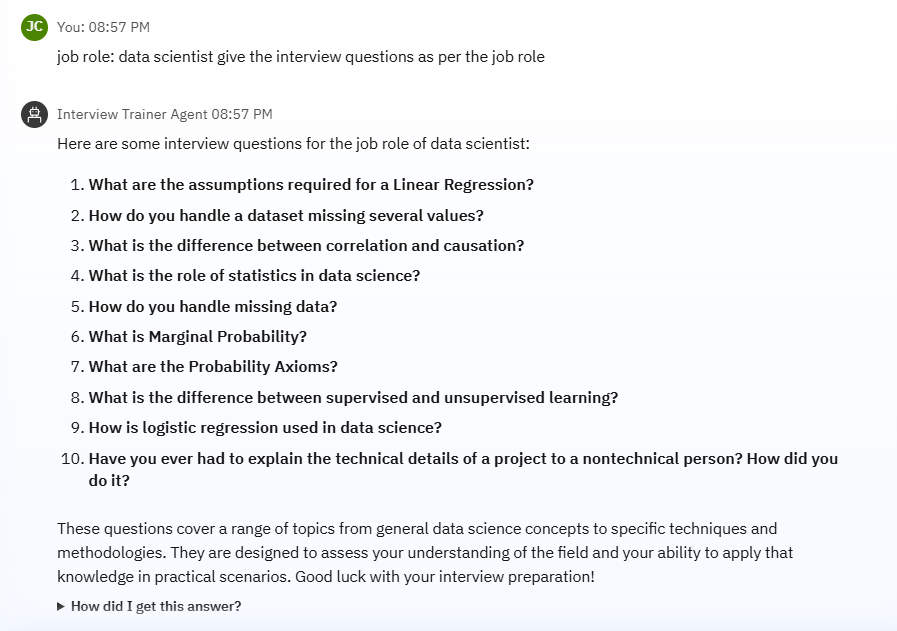 JC
You: 08:57 PM
job role: data scientist give the interview questions as per the job role
Interview Trainer Agent 08:57 PM
Here are some interview questions for the job role of data scientist:
1. What are the assumptions required for a Linear Regression?
2. How do you handle a dataset missing several values?
3. What is the difference between correlation and causation?
4. What is the role of statistics in data science?
5. How do you handle missing data?
6. What is Marginal Probability?
7. What are the Probability Axioms?
8. What is the difference between supervised and unsupervised learning?
9. How is logistic regression used in data science?
10. Have you ever had to explain the technical details of a project to a nontechnical person? How did you
do it?
These questions cover a range of topics from general data science concepts to specific techniques and
methodologies. They are designed to assess your understanding of the field and your ability to apply that
knowledge in practical scenarios. Good luck with your interview preparation!
How did I get this answer?